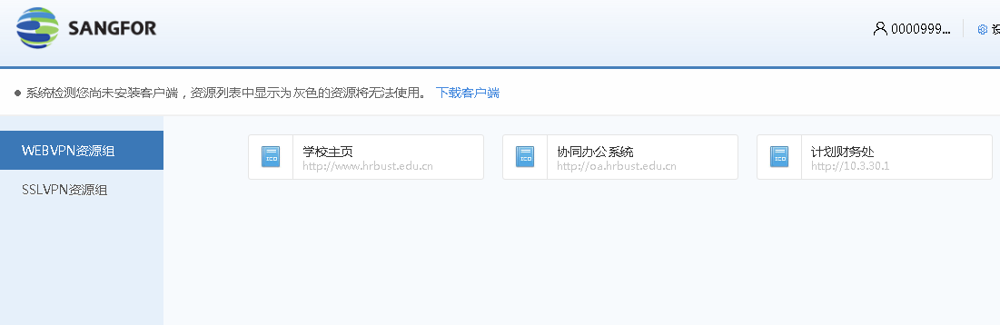 SANGFOR
0000999...
系统检测您尚未安装客户端，资源列表中显示为灰色的资源将无法使用。 下载客户端
WEBVPN资源组
SSLVPN资源组
学校主页
http://www.hrbust.edu.cn
协同办公系统
http://oa.hrbust.edu.cn
计划财务处
http://10.3.30.1